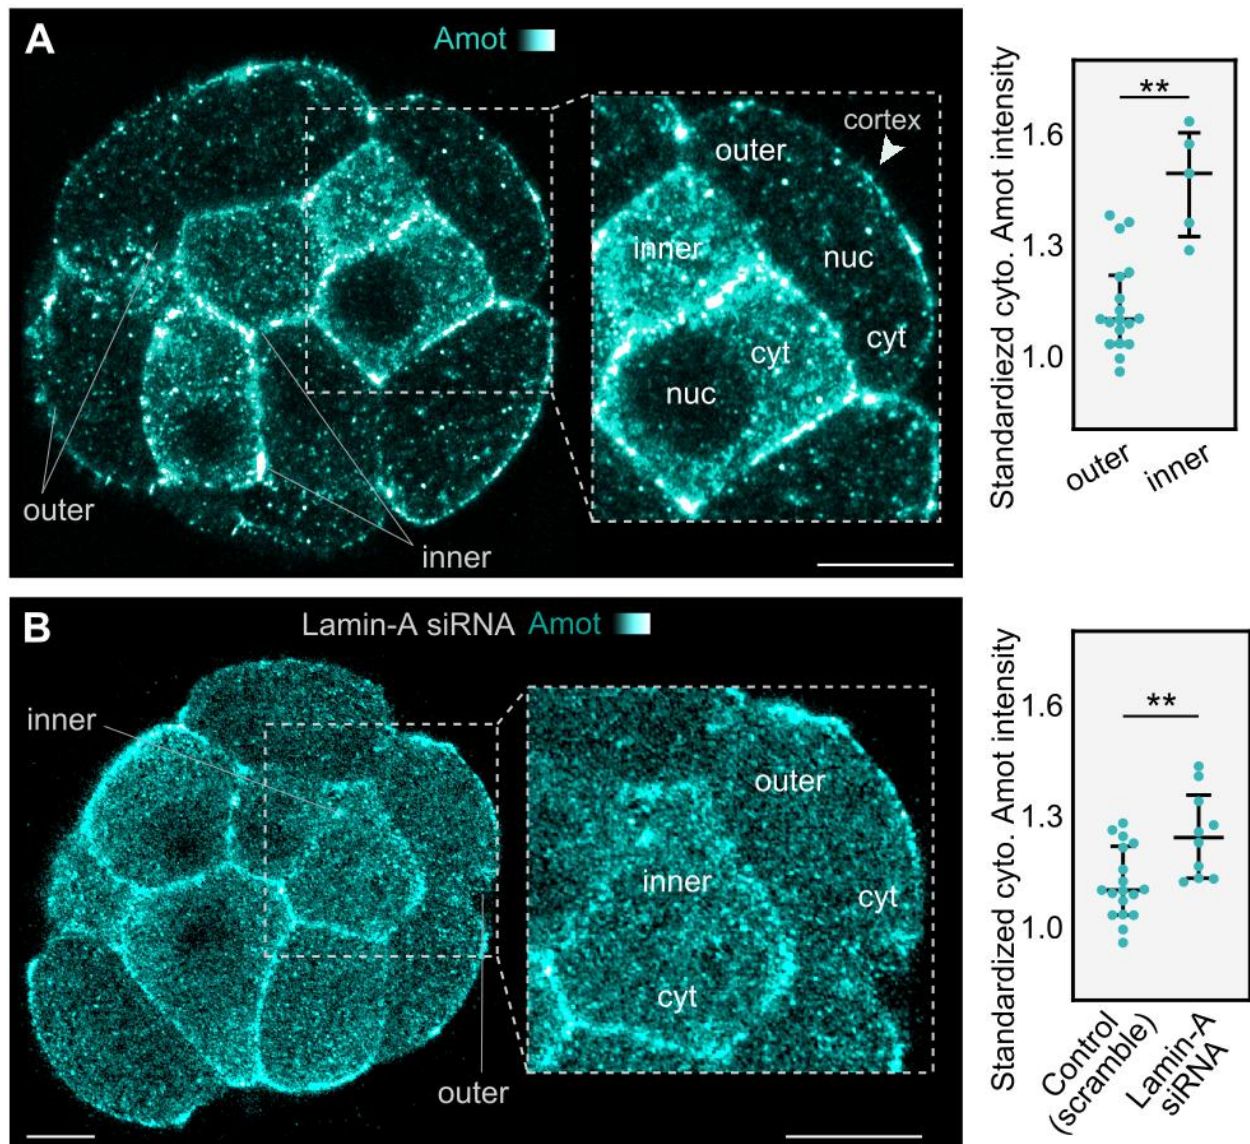 A
Amot
outer
cortex
inner
nuc
cyt
nuc
cyt
outer
inner
Standardiezd cyto. Amot intensity
**
1.6
1.3
1.0
outer
inner
B
Lamin-A siRNA Amot
inner
outer
inner
cyt
cyt
outer
Standardized cyto. Amot intensity
**
1.6
1.3
1.0
Control
(scramble)
Lamin-A
siRNA